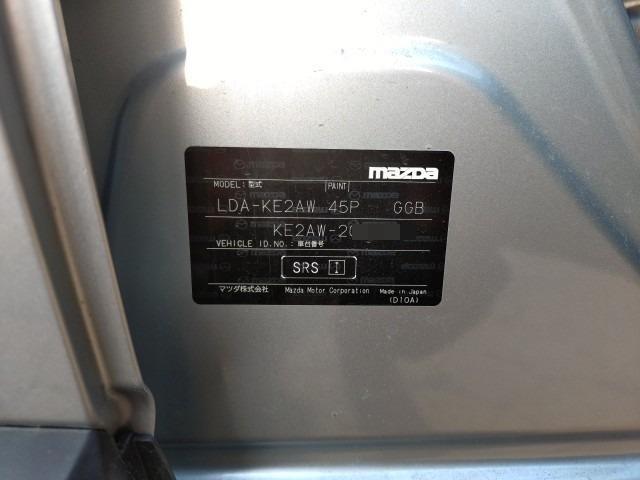 mazda
MODEL:型式 PAINT
LDA-KE2AW 45P GGB
KE2AW-20
VEHICLE ID.NO.:車台番号
SRS I
マツダ株式会社 Mazda Motor Corporation Made in Japan
(D10A)